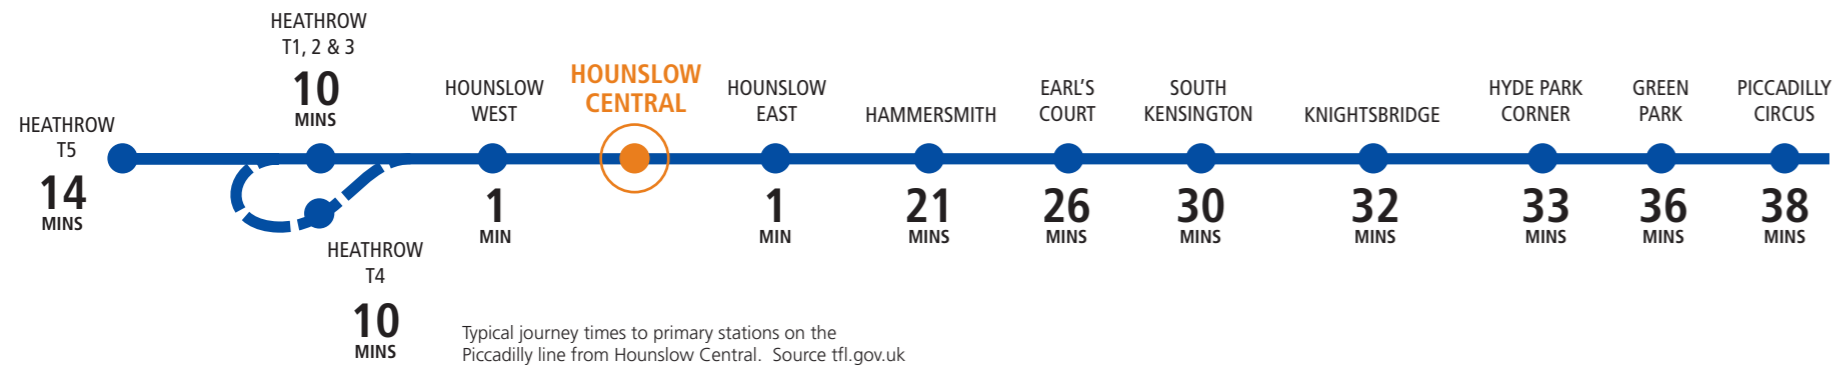 HEATHROW
T5
14
MINS
HEATHROW
T1, 2 & 3
10
MINS
HEATHROW
T4
10
MINS
HOUNSLOW
WEST
1
MIN
HOUNSLOW
CENTRAL
HOUNSLOW
EAST
1
MIN
HAMMERSMITH
21
MINS
EARL'S
COURT
26
MINS
SOUTH
KENSINGTON
30
MINS
KNIGHTSBRIDGE
32
MINS
HYDE PARK
CORNER
33
MINS
GREEN
PARK
36
MINS
PICCADILLY
CIRCUS
38
MINS
Typical journey times to primary stations on the
Piccadilly line from Hounslow Central. Source tfl.gov.uk